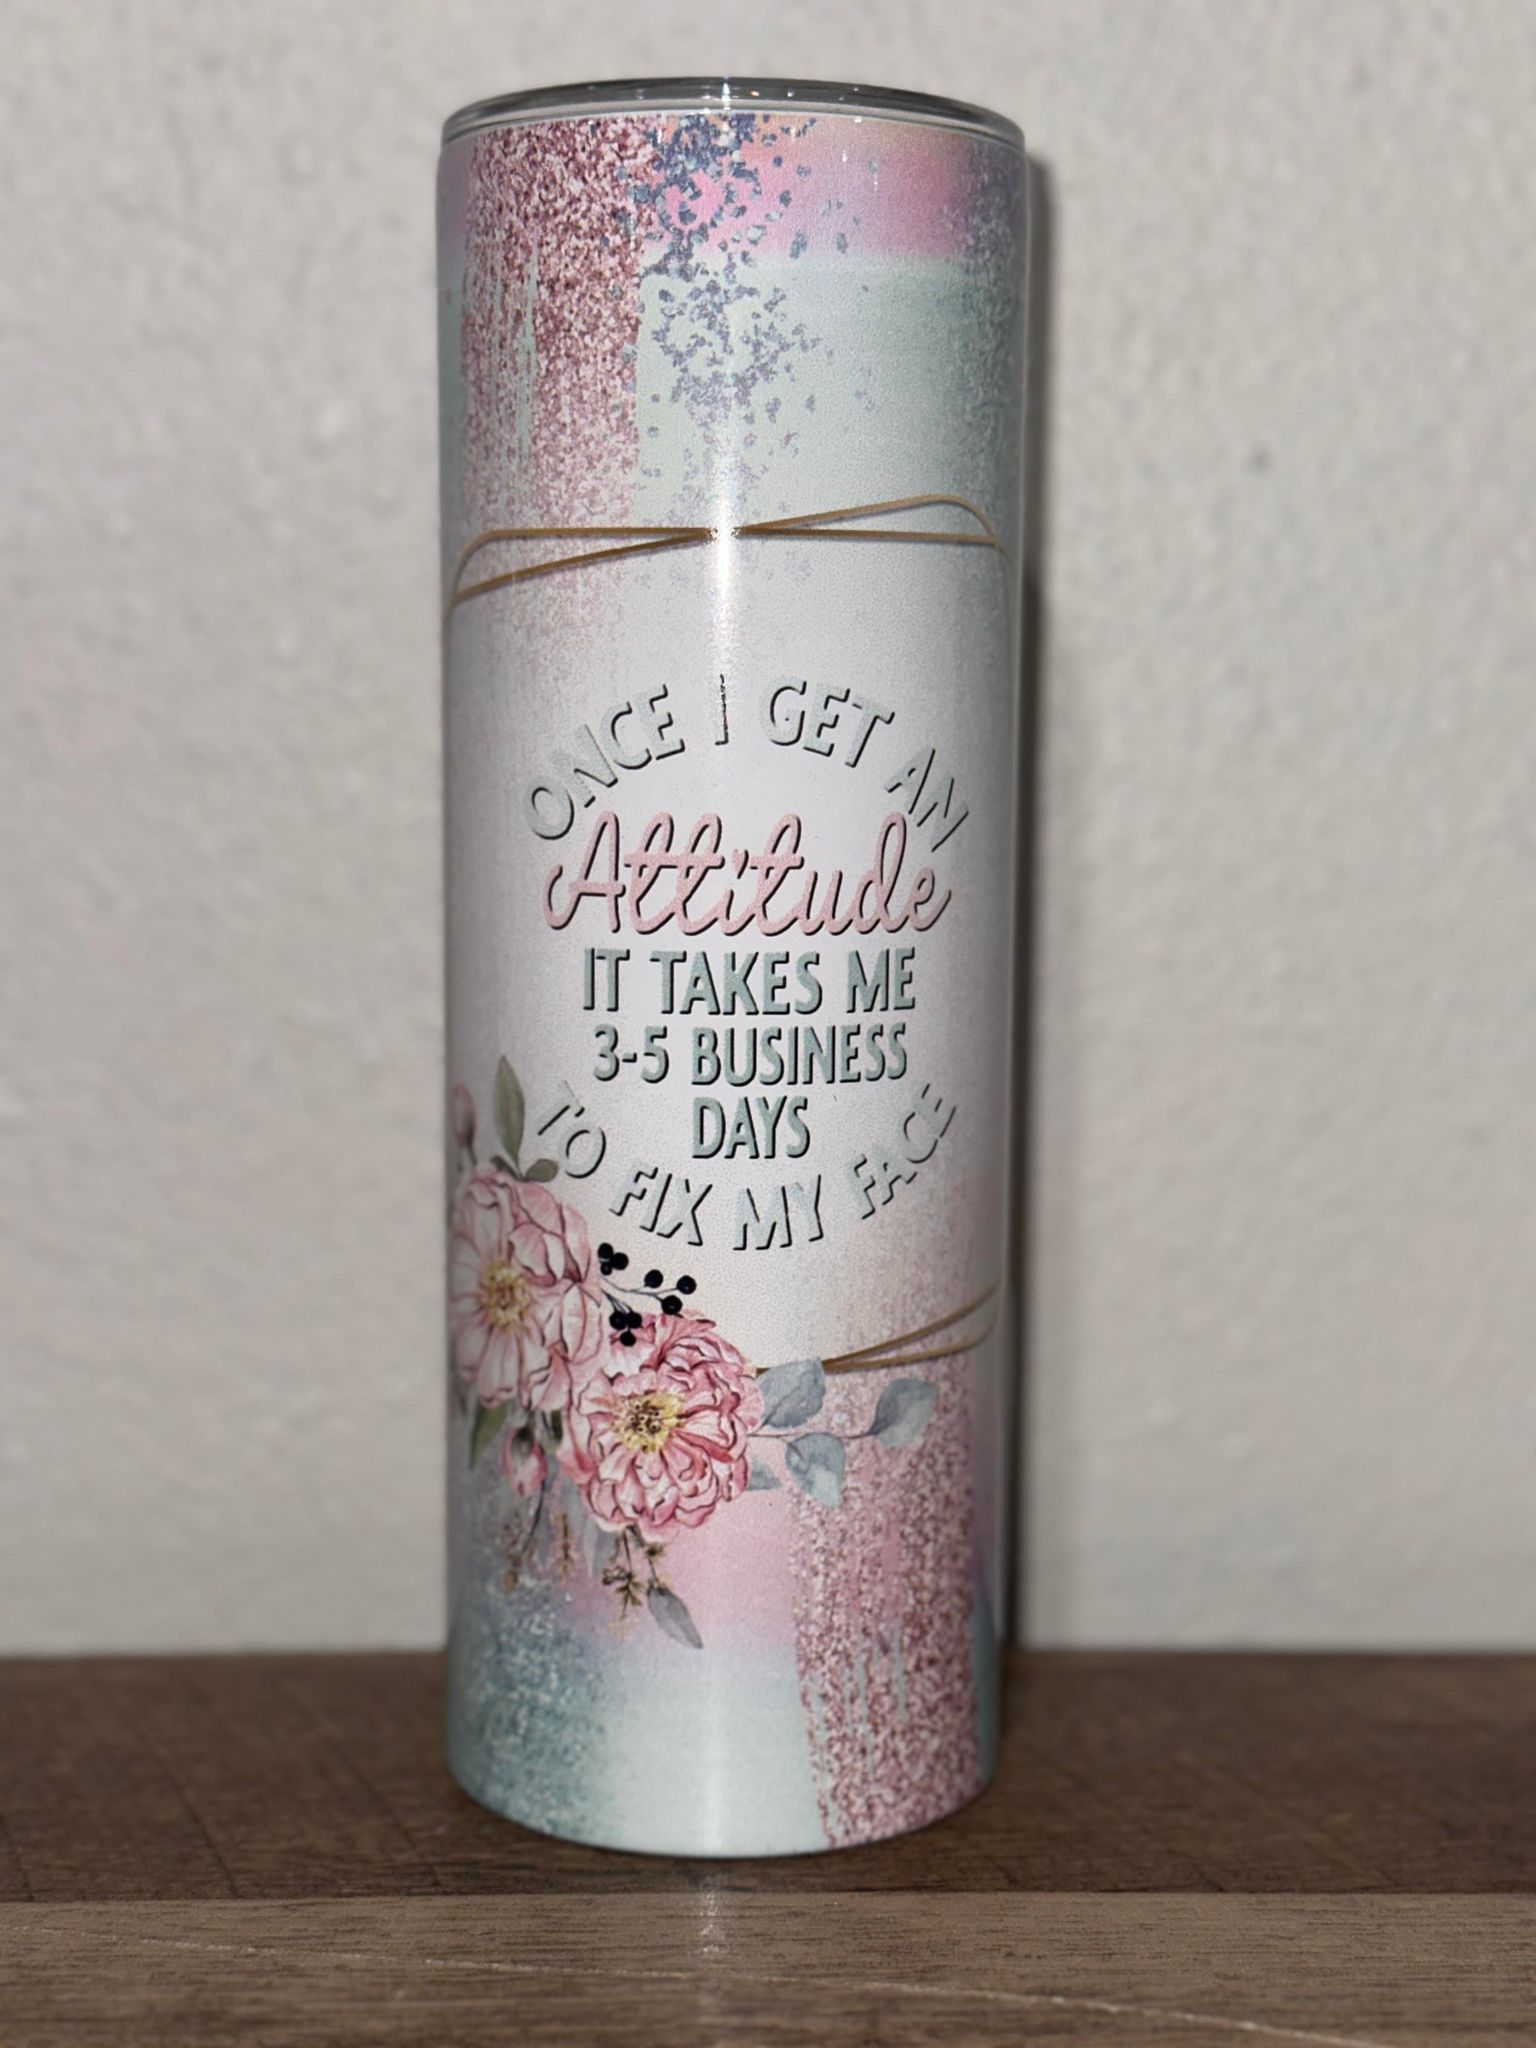 ONCE I GET AN
Attitude
IT TAKES ME
3-5 BUSINESS
DAYS
TO FIX MY FACE